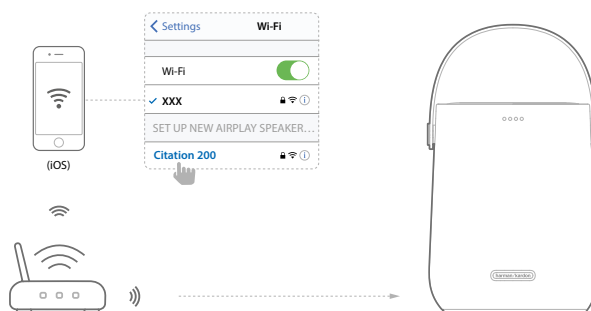 Settings Wi-Fi
Wi-Fi
XXX
SET UP NEW AIRPLAY SPEAKER...
Citation 200
(iOS)
harman/kardon